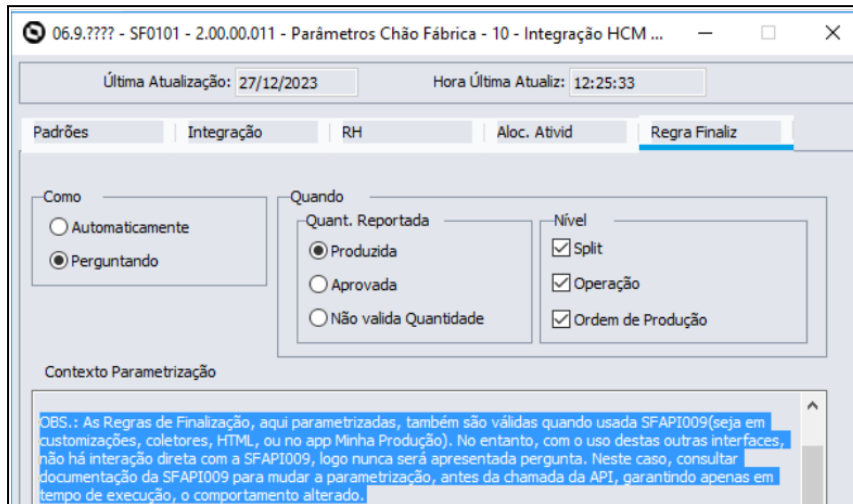 06.9.???? - SF0101 - 2.00.00.011 - Parâmetros Chão Fábrica - 10 - Integração HCM ...
Última Atualização: 27/12/2023 Hora Última Atualiz: 12:25:33
Padrões Integração RH Aloc. Ativid Regra Finaliz
Como
Automaticamente
Perguntando
Quando
Quant. Reportada
Produzida
Aprovada
Não valida Quantidade
Nível
Split
Operação
Ordem de Produção
Contexto Parametrização
OBS.: As Regras de Finalização, aqui parametrizadas, também são válidas quando usada SFAPI009(seja em
customizações, coletores, HTML, ou no app Minha Produção). No entanto, com o uso destas outras interfaces,
não há interação direta com a SFAPI009, logo nunca será apresentada pergunta. Neste caso, consultar
documentação da SFAPI009 para mudar a parametrização, antes da chamada da API, garantindo apenas em
tempo de execução, o comportamento alterado.